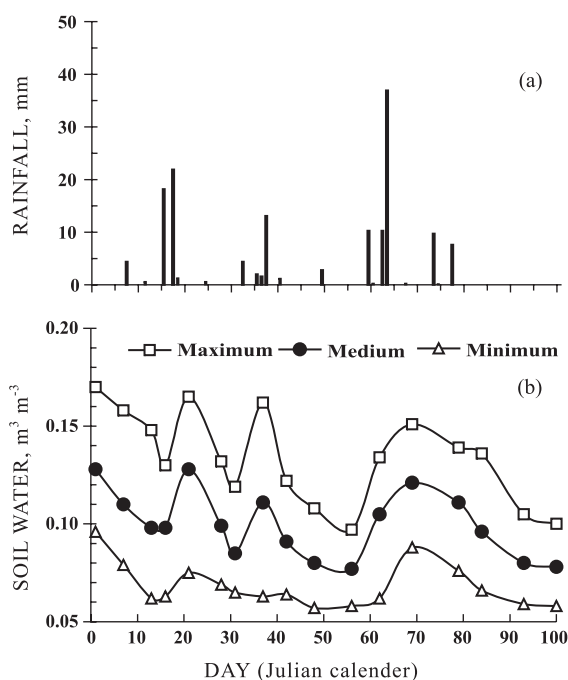 50
40
(a)
30
20
10
0
RAINFALL, mm
0.20
Maximum Medium Minimum
(b)
0.15
0.10
0.05
SOIL WATER, m³ m⁻³
0 10 20 30 40 50 60 70 80 90 100
DAY (Julian calender)